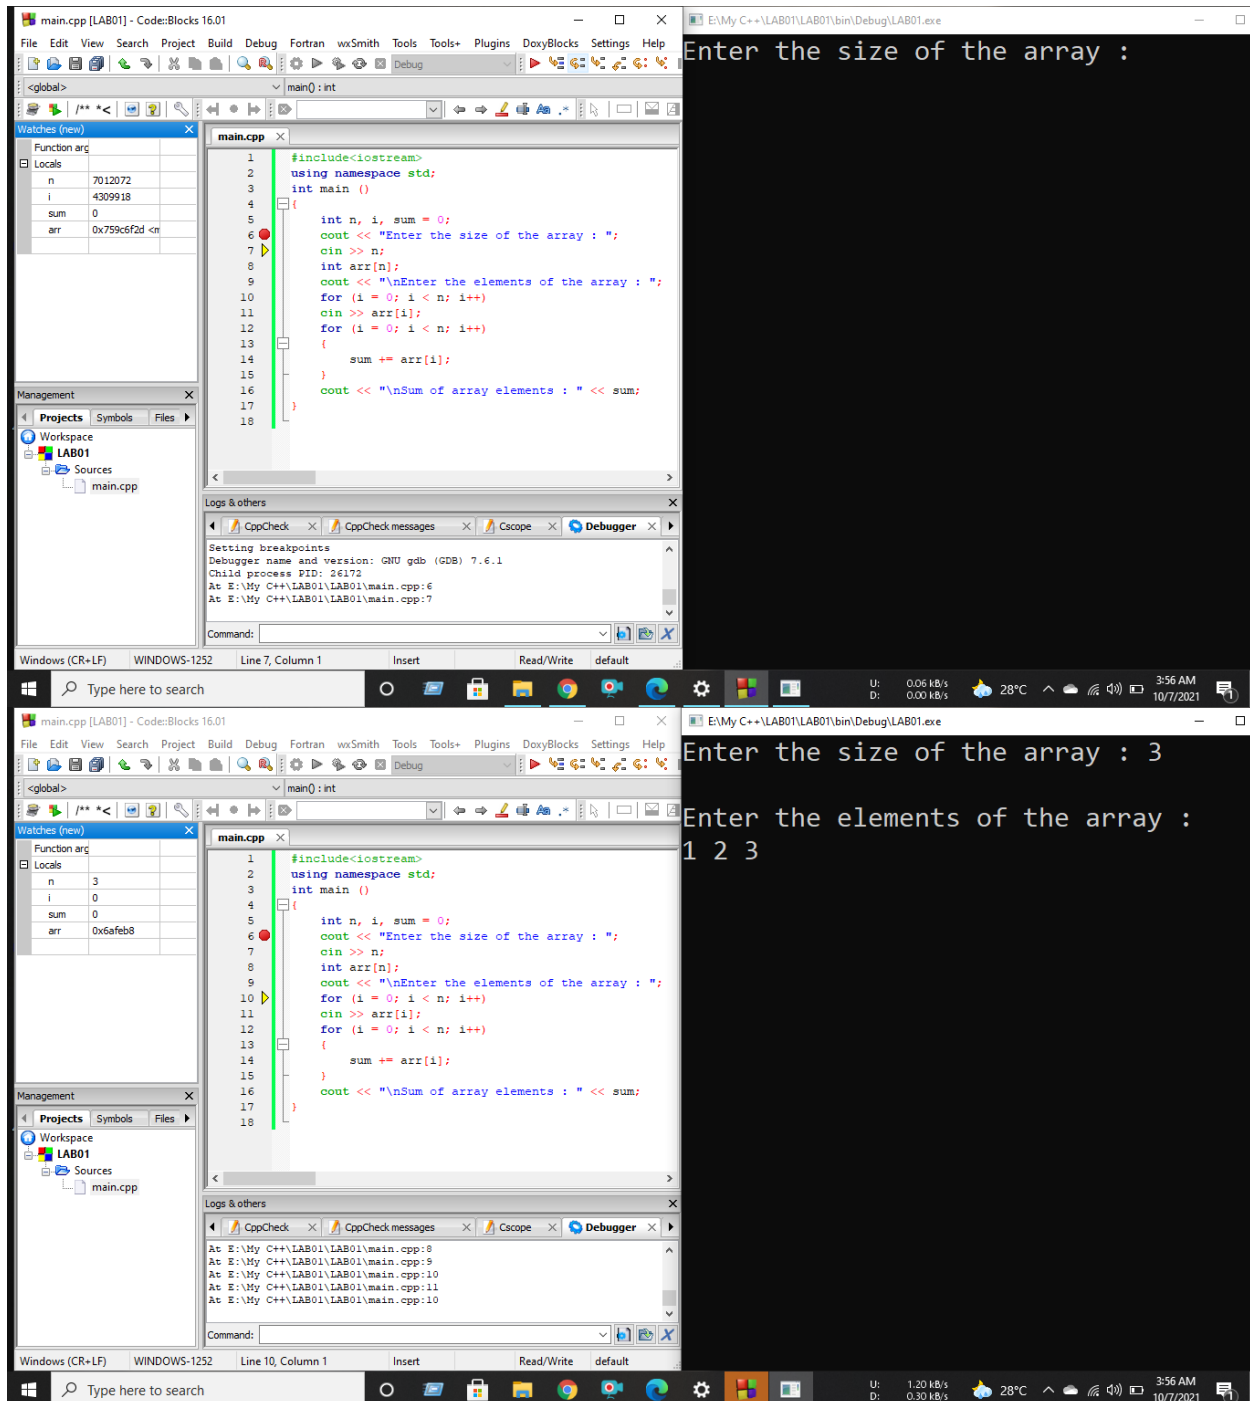 main.cpp [LAB01] - Code::Blocks 16.01
File Edit View Search Project Build Debug Fortran wxSmith Tools Tools+ Plugins DoxyBlocks Settings Help
Debug
<global>
main() : int
/** *<
Watches (new)
Function arg
Locals
n 7012072
i 4309918
sum 0
arr 0x759c6f2d <m
main.cpp
1 #include<iostream>
2 using namespace std;
3 int main ()
4 {
5 int n, i, sum = 0;
6 cout << "Enter the size of the array : ";
7 cin >> n;
8 int arr[n];
9 cout << "\nEnter the elements of the array : ";
10 for (i = 0; i < n; i++)
11 cin >> arr[i];
12 for (i = 0; i < n; i++)
13 {
14 sum += arr[i];
15 }
16 cout << "\nSum of array elements : " << sum;
17 }
18
Management
Projects Symbols Files
Workspace
LAB01
Sources
main.cpp
Logs & others
CppCheck CppCheck messages Cscope Debugger
Setting breakpoints
Debugger name and version: GNU gdb (GDB) 7.6.1
Child process PID: 26172
At E:\My C++\LAB01\LAB01\main.cpp:6
At E:\My C++\LAB01\LAB01\main.cpp:7
Command:
Windows (CR+LF) WINDOWS-1252 Line 7, Column 1 Insert Read/Write default
E:\My C++\LAB01\LAB01\bin\Debug\LAB01.exe
Enter the size of the array :
Type here to search
U: 0.06 kB/s
D: 0.00 kB/s
28°C
3:56 AM
10/7/2021
main.cpp [LAB01] - Code::Blocks 16.01
File Edit View Search Project Build Debug Fortran wxSmith Tools Tools+ Plugins DoxyBlocks Settings Help
Debug
<global>
main() : int
/** *<
Watches (new)
Function arg
Locals
n 3
i 0
sum 0
arr 0x6afeb8
main.cpp
1 #include<iostream>
2 using namespace std;
3 int main ()
4 {
5 int n, i, sum = 0;
6 cout << "Enter the size of the array : ";
7 cin >> n;
8 int arr[n];
9 cout << "\nEnter the elements of the array : ";
10 for (i = 0; i < n; i++)
11 cin >> arr[i];
12 for (i = 0; i < n; i++)
13 {
14 sum += arr[i];
15 }
16 cout << "\nSum of array elements : " << sum;
17 }
18
Management
Projects Symbols Files
Workspace
LAB01
Sources
main.cpp
Logs & others
CppCheck CppCheck messages Cscope Debugger
At E:\My C++\LAB01\LAB01\main.cpp:8
At E:\My C++\LAB01\LAB01\main.cpp:9
At E:\My C++\LAB01\LAB01\main.cpp:10
At E:\My C++\LAB01\LAB01\main.cpp:11
At E:\My C++\LAB01\LAB01\main.cpp:10
Command:
Windows (CR+LF) WINDOWS-1252 Line 10, Column 1 Insert Read/Write default
E:\My C++\LAB01\LAB01\bin\Debug\LAB01.exe
Enter the size of the array : 3
Enter the elements of the array :
1 2 3
Type here to search
U: 1.20 kB/s
D: 0.30 kB/s
28°C
3:56 AM
10/7/2021